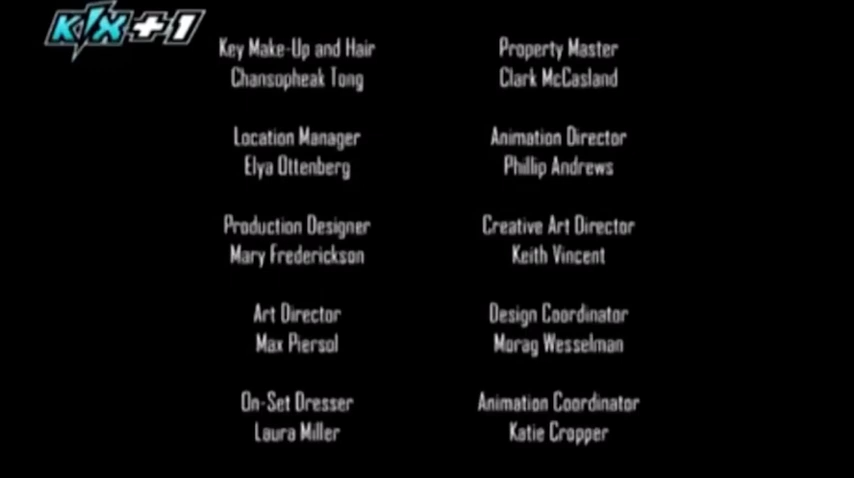 KIX+1
Key Make-Up and Hair
Chansopheak Tong
Property Master
Clark McCasland
Location Manager
Elya Ottenberg
Animation Director
Phillip Andrews
Production Designer
Mary Frederickson
Creative Art Director
Keith Vincent
Art Director
Max Piersol
Design Coordinator
Morag Wesselman
On-Set Dresser
Laura Miller
Animation Coordinator
Katie Cropper